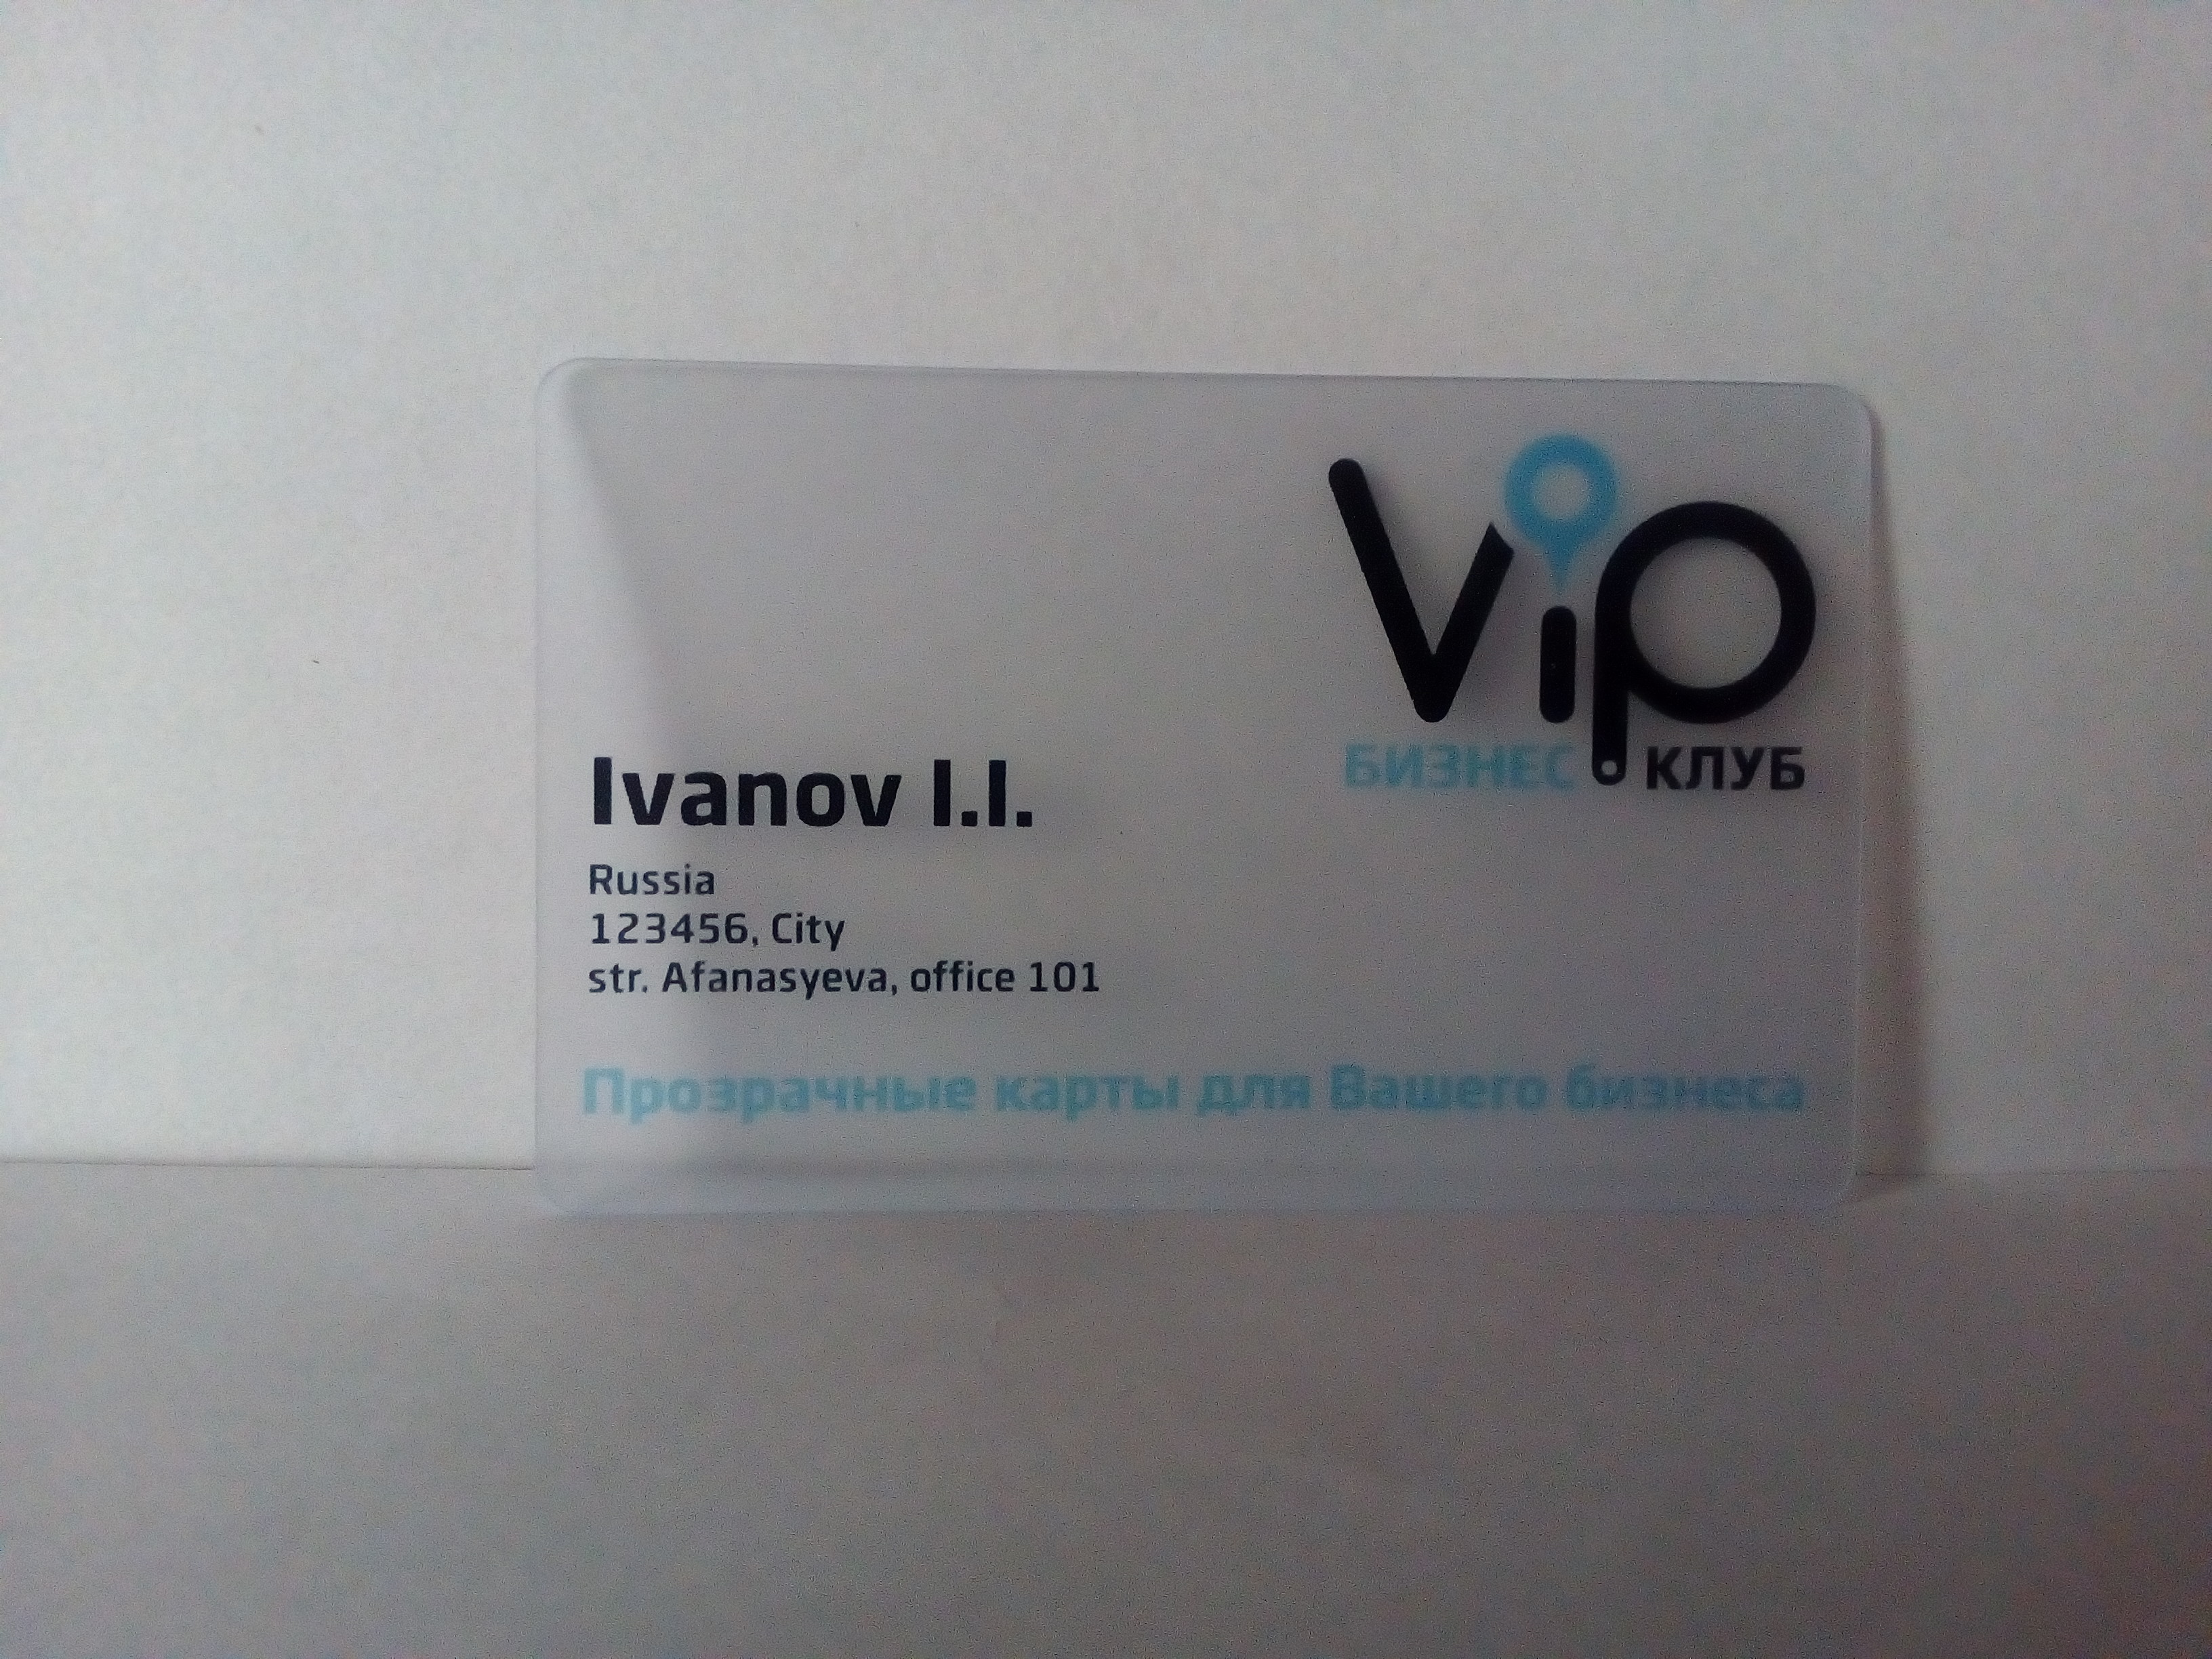 Vip
БИЗНЕС КЛУБ
Ivanov I.I.
Russia
123456, City
str. Afanasyeva, office 101
Прозрачные карты для Вашего бизнеса